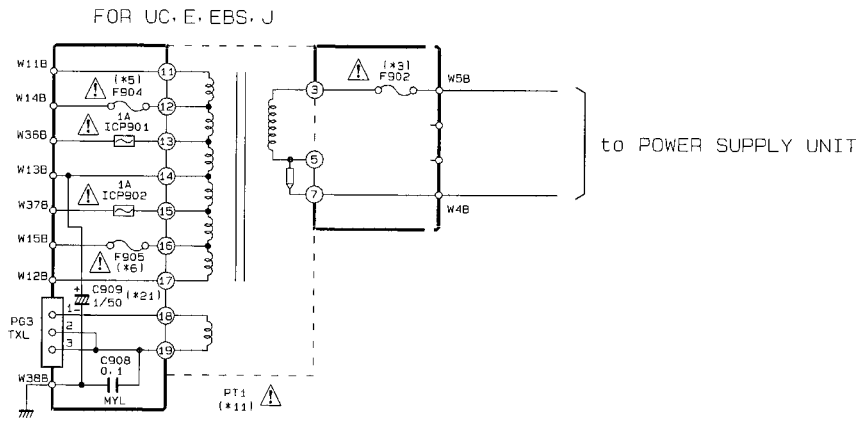 FOR UC, E, EBS, J
W11B
11
(*5)
F904
W14B
12
1A
ICP901
W36B
13
W13B
14
1A
ICP902
W37B
15
W15B
16
F905
(*6)
W12B
17
+
C909 (*21)
1/50
-
PG3
TXL
1
2
3
18
19
C908
0.1
MYL
W38B
PT1
(*11)
3
(*3)
F902
W5B
5
7
W4B
to POWER SUPPLY UNIT